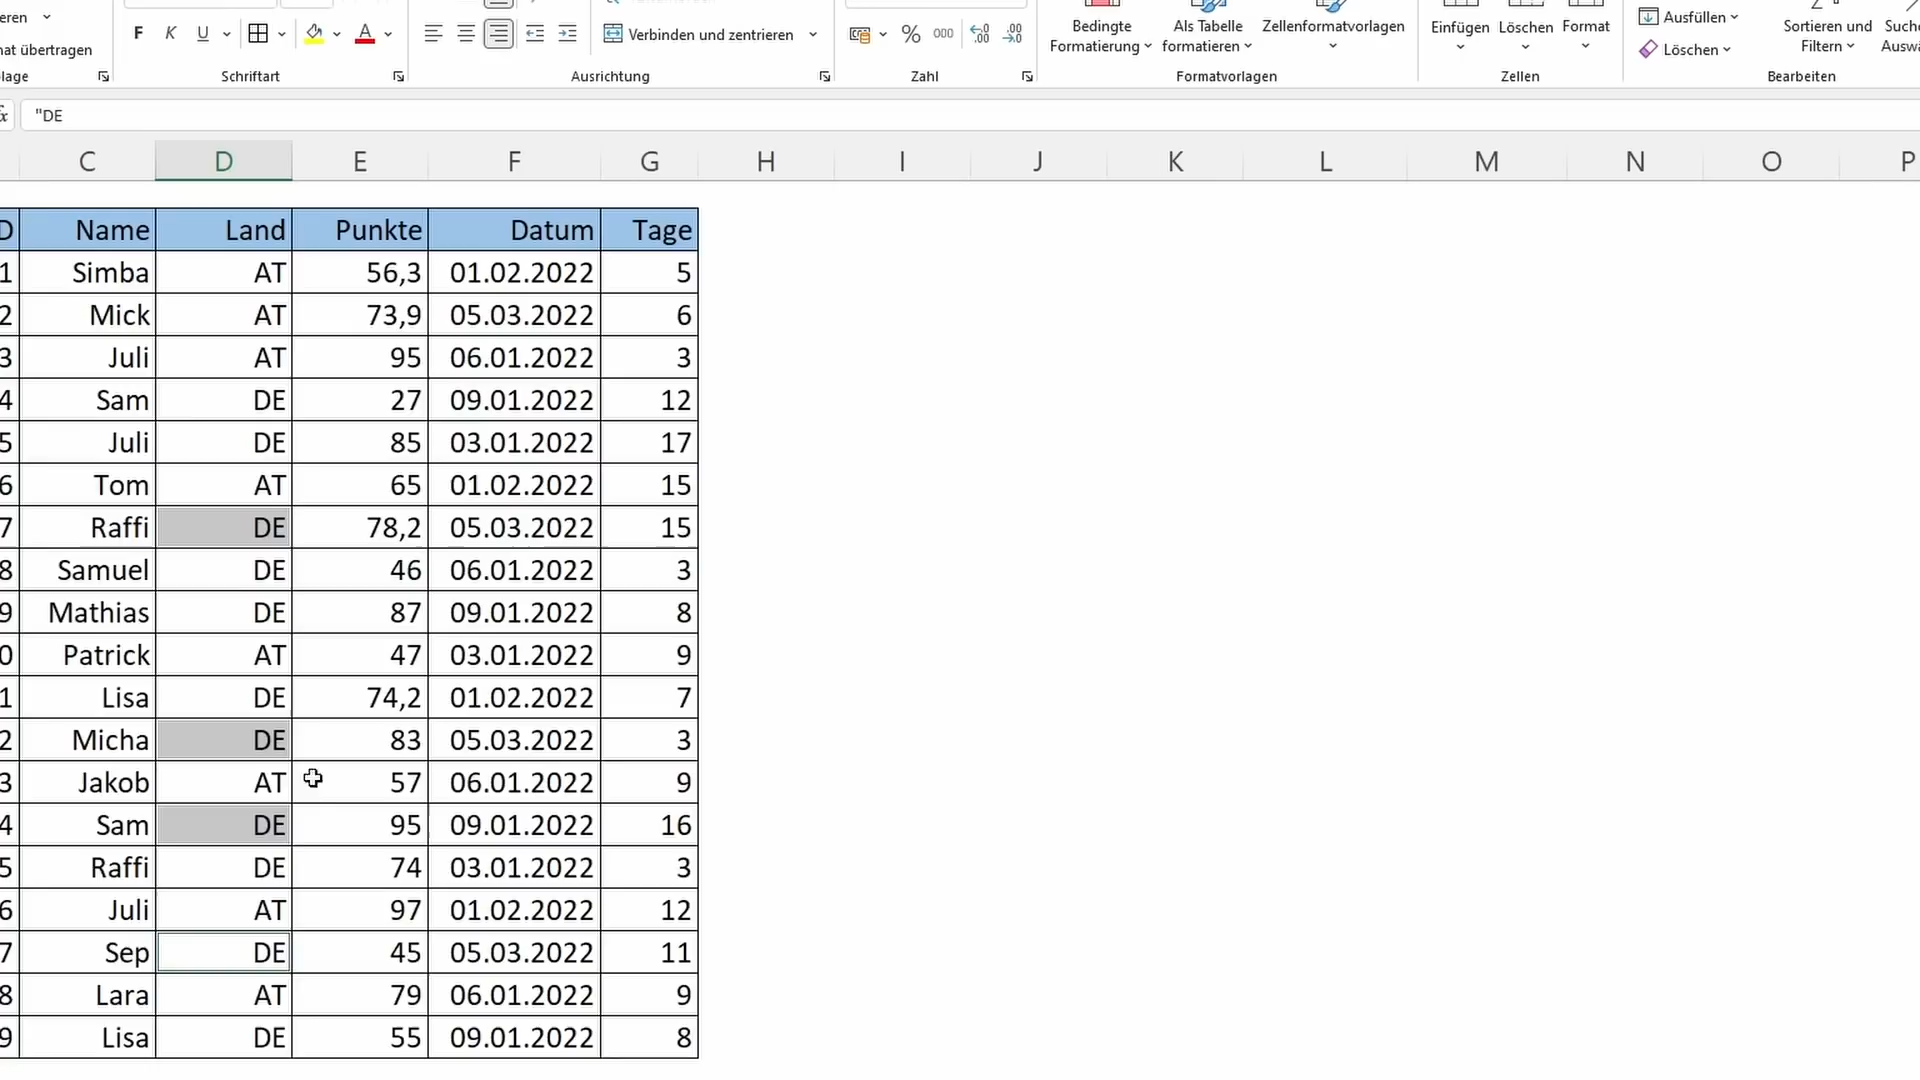 eren
F K U A Verbinden und zentrieren % 000 ,00 ,00 Bedingte Als Tabelle Zellenformatvorlagen Einfügen Löschen Format Ausfüllen Sortieren und
at übertragen Formatierung formatieren Löschen Filtern
lage Schriftart Ausrichtung Zahl Formatvorlagen Zellen Bearbeiten
"DE
C D E F G H I J K L M N O P
D Name Land Punkte Datum Tage
1 Simba AT 56,3 01.02.2022 5
2 Mick AT 73,9 05.03.2022 6
3 Juli AT 95 06.01.2022 3
4 Sam DE 27 09.01.2022 12
5 Juli DE 85 03.01.2022 17
6 Tom AT 65 01.02.2022 15
7 Raffi DE 78,2 05.03.2022 15
8 Samuel DE 46 06.01.2022 3
9 Mathias DE 87 09.01.2022 8
0 Patrick AT 47 03.01.2022 9
1 Lisa DE 74,2 01.02.2022 7
2 Micha DE 83 05.03.2022 3
3 Jakob AT 57 06.01.2022 9
4 Sam DE 95 09.01.2022 16
5 Raffi DE 74 03.01.2022 3
6 Juli AT 97 01.02.2022 12
7 Sep DE 45 05.03.2022 11
8 Lara AT 79 06.01.2022 9
9 Lisa DE 55 09.01.2022 8